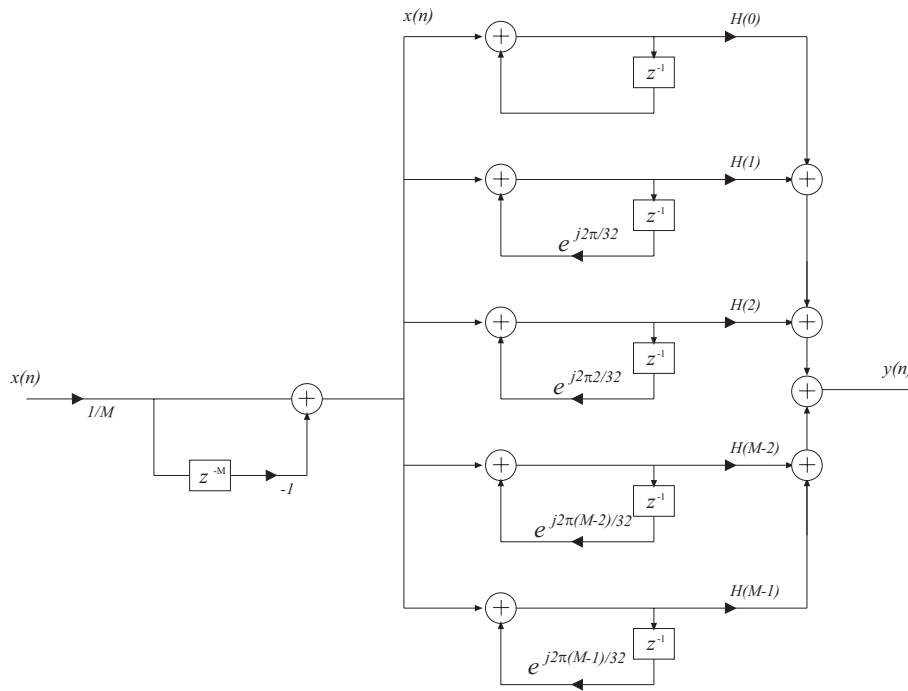 x(n) H(0)
z⁻¹
H(1)
z⁻¹
e^{j2π/32}
H(2)
z⁻¹
e^{j2π2/32}
x(n) y(n)
1/M
H(M-2)
z^{-M} -1
z⁻¹
e^{j2π(M-2)/32}
H(M-1)
z⁻¹
e^{j2π(M-1)/32}